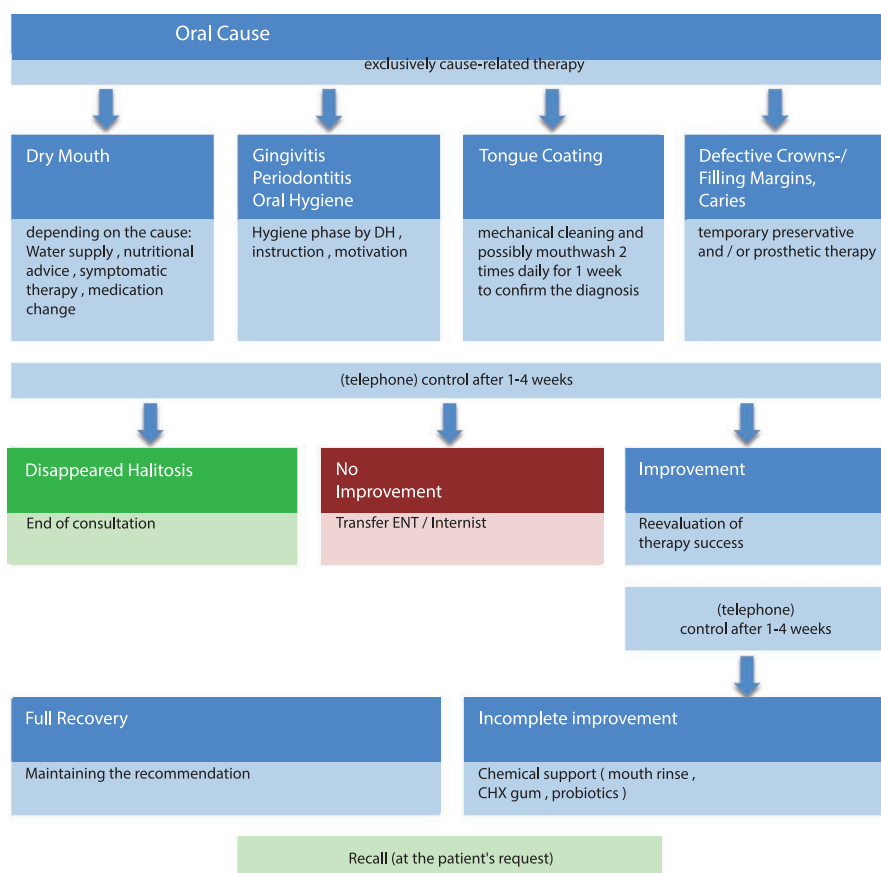 Oral Cause
exclusively cause-related therapy
Dry Mouth
depending on the cause:
Water supply , nutritional
advice , symptomatic
therapy , medication
change
Gingivitis
Periodontitis
Oral Hygiene
Hygiene phase by DH ,
instruction , motivation
Tongue Coating
mechanical cleaning and
possibly mouthwash 2
times daily for 1 week
to confirm the diagnosis
Defective Crowns-/
Filling Margins,
Caries
temporary preservative
and / or prosthetic therapy
(telephone) control after 1-4 weeks
Disappeared Halitosis
End of consultation
No
Improvement
Transfer ENT / Internist
Improvement
Reevaluation of
therapy success
(telephone)
control after 1-4 weeks
Full Recovery
Maintaining the recommendation
Incomplete improvement
Chemical support ( mouth rinse ,
CHX gum , probiotics )
Recall (at the patient's request)